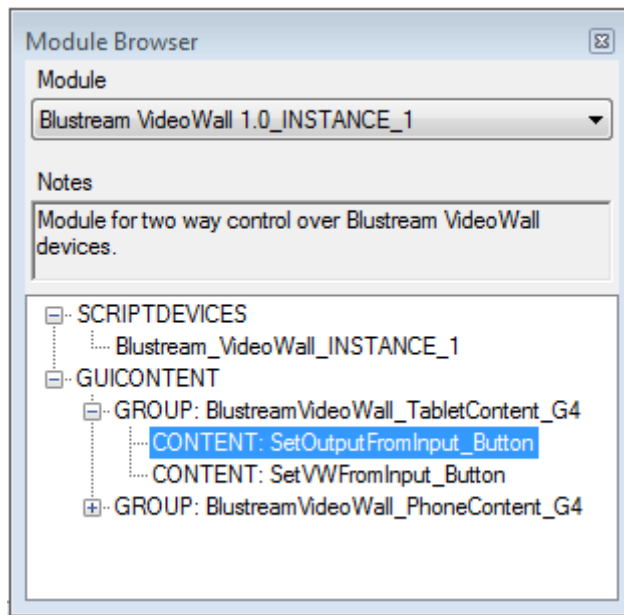 Module Browser
Module
Blustream VideoWall 1.0_INSTANCE_1
Notes
Module for two way control over Blustream VideoWall
devices.
SCRIPTDEVICES
Blustream_VideoWall_INSTANCE_1
GUICONTENT
GROUP: BlustreamVideoWall_TabletContent_G4
CONTENT: SetOutputFromInput_Button
CONTENT: SetVWFromInput_Button
GROUP: BlustreamVideoWall_PhoneContent_G4